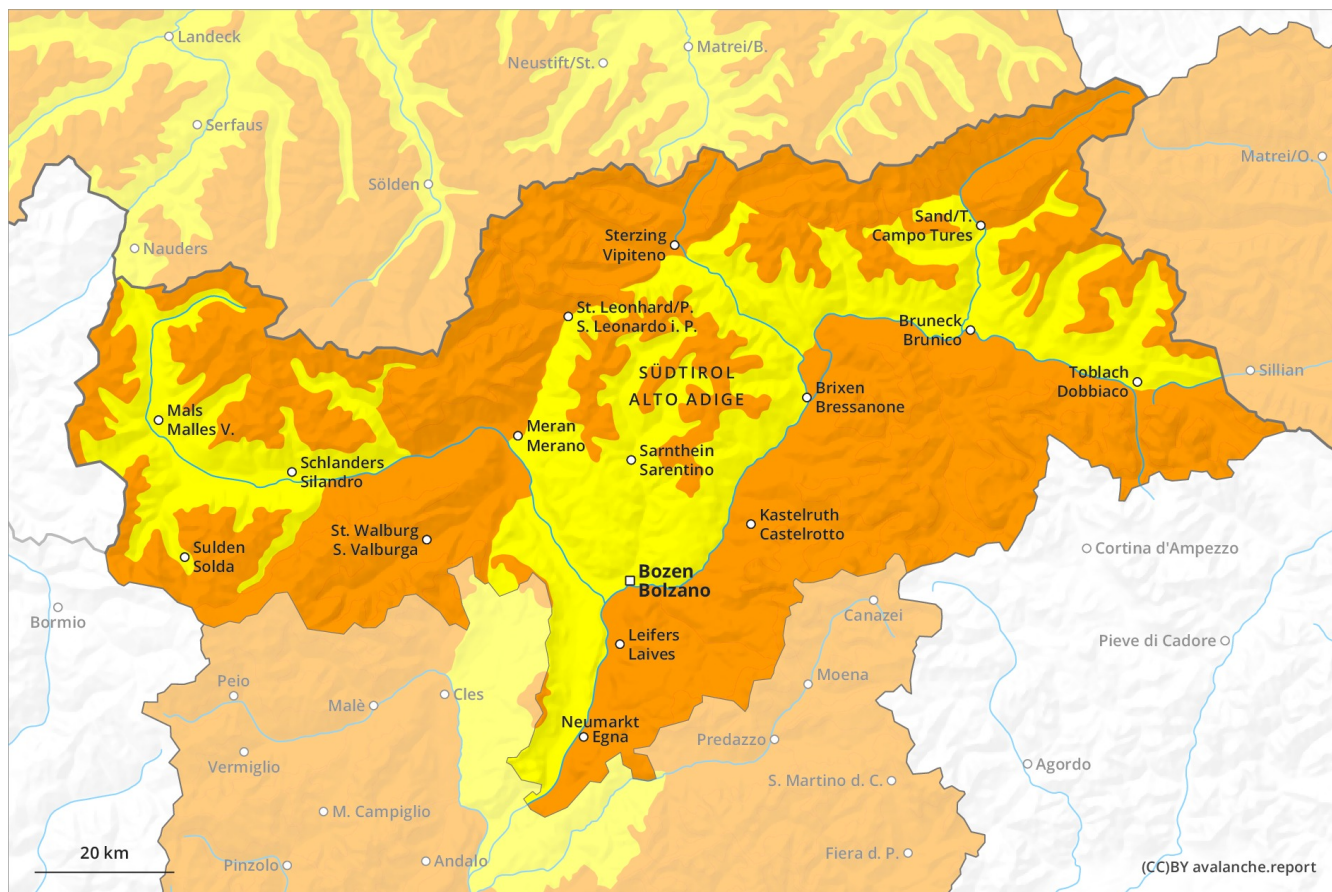 Landeck
Matrei/B.
Neustift/St.
Serfaus
Matrei/O.
Sölden
Sand/T.
Campo Tures
Sterzing
Vipiteno
Nauders
St. Leonhard/P.
S. Leonardo i. P.
Bruneck
Brunico
SÜDTIROL
ALTO ADIGE
Toblach
Dobbiaco
Sillian
Brixen
Bressanone
Mals
Malles V.
Meran
Merano
Schlanders
Silandro
Sarnthein
Sarentino
St. Walburg
S. Valburga
Kastelruth
Castelrotto
Sulden
Solda
Cortina d'Ampezzo
Bozen
Bolzano
Bormio
Canazei
Leifers
Laives
Pieve di Cadore
Peio
Moena
Malè
Cles
Neumarkt
Egna
Predazzo
Vermiglio
Agordo
S. Martino d. C.
M. Campiglio
20 km
Pinzolo
Andalo
Fiera d. P.
(CC)BY avalanche.report